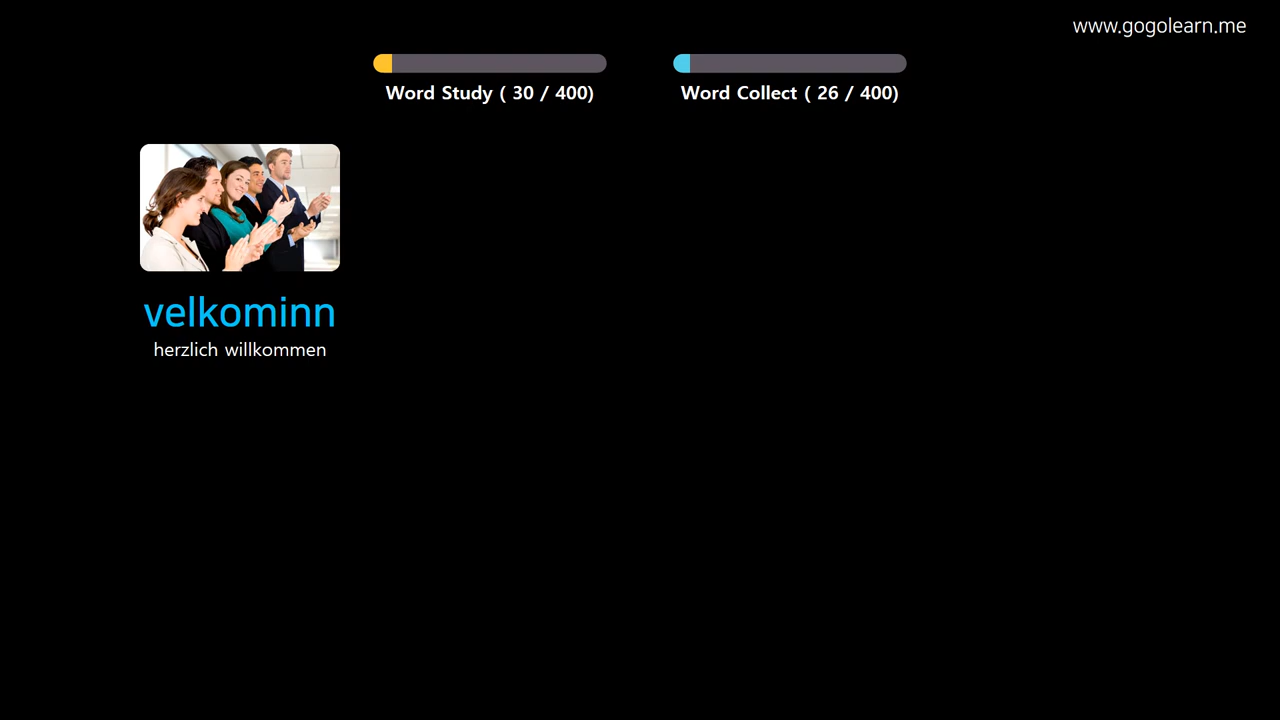 www.gogolearn.me
Word Study ( 30 / 400)
Word Collect ( 26 / 400)
velkominn
herzlich willkommen